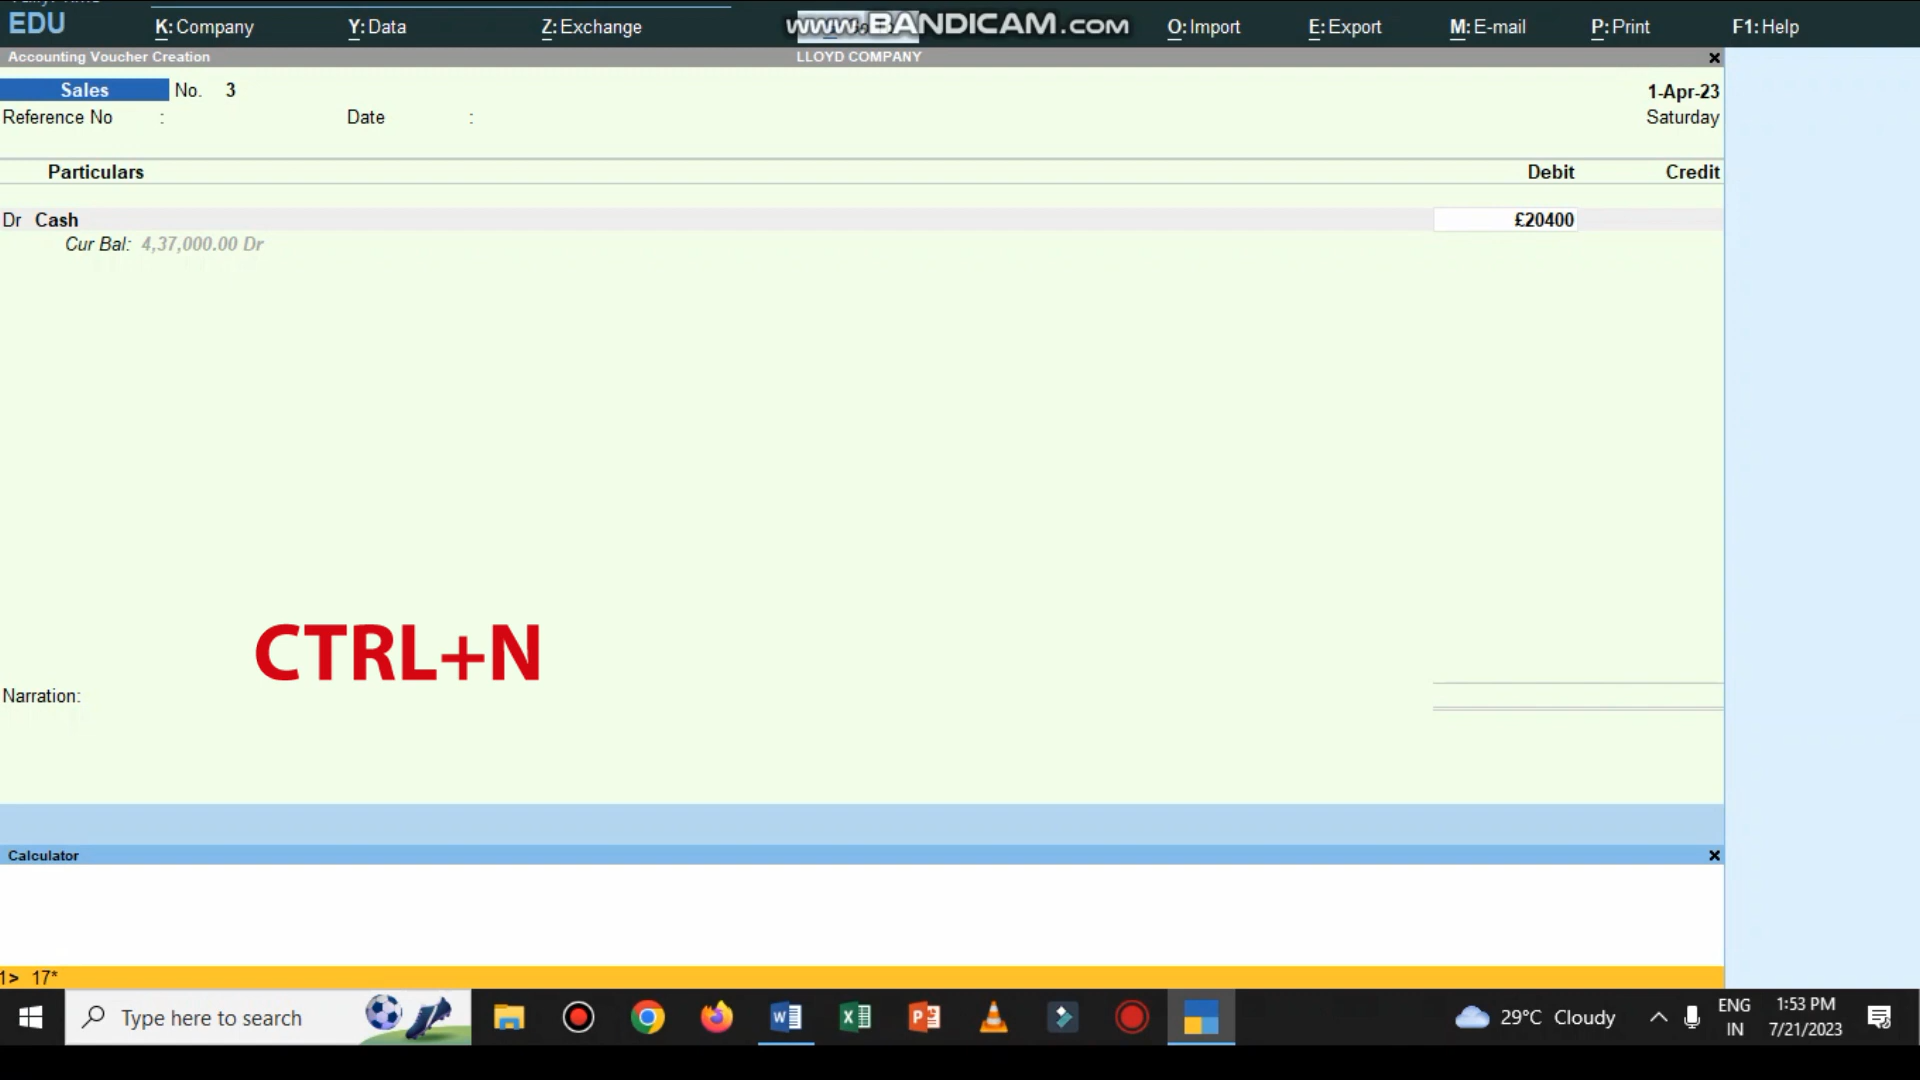 EDU
K: Company
Y: Data
Z: Exchange
www.BANDICAM.com
O: Import
E: Export
M: E-mail
P: Print
F1: Help
Accounting Voucher Creation
LLOYD COMPANY
x
Sales No. 3
1-Apr-23
Reference No :
Date :
Saturday
Particulars
Debit
Credit
Dr Cash
£20400
Cur Bal: 4,37,000.00 Dr
CTRL+N
Narration:
Calculator
x
1> 17*
Type here to search
29°C Cloudy
ENG
IN
1:53 PM
7/21/2023